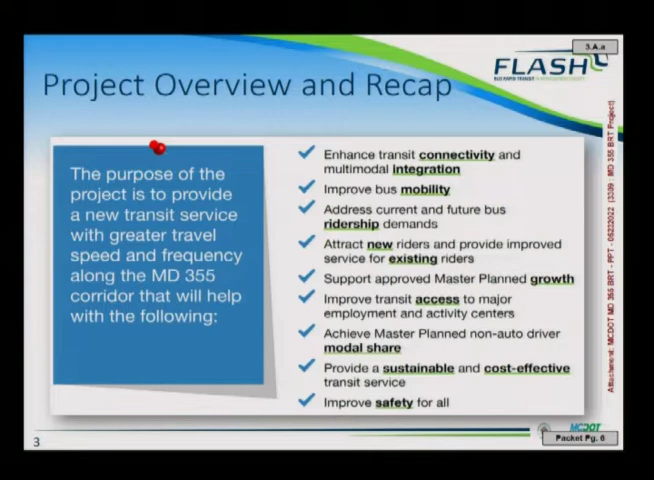 3.A.a
FLASH
BUS RAPID TRANSIT
Project Overview and Recap
The purpose of the
project is to provide
a new transit service
with greater travel
speed and frequency
along the MD 355
corridor that will help
with the following:
Enhance transit connectivity and
multimodal integration
Improve bus mobility
Address current and future bus
ridership demands
Attract new riders and provide improved
service for existing riders
Support approved Master Planned growth
Improve transit access to major
employment and activity centers
Achieve Master Planned non-auto driver
modal share
Provide a sustainable and cost-effective
transit service
Improve safety for all
Attachment: MCDOT MD 355 BRT - PPT - 06232022 (3309 : MD 355 BRT Project)
3
MCDOT
Packet Pg. 6